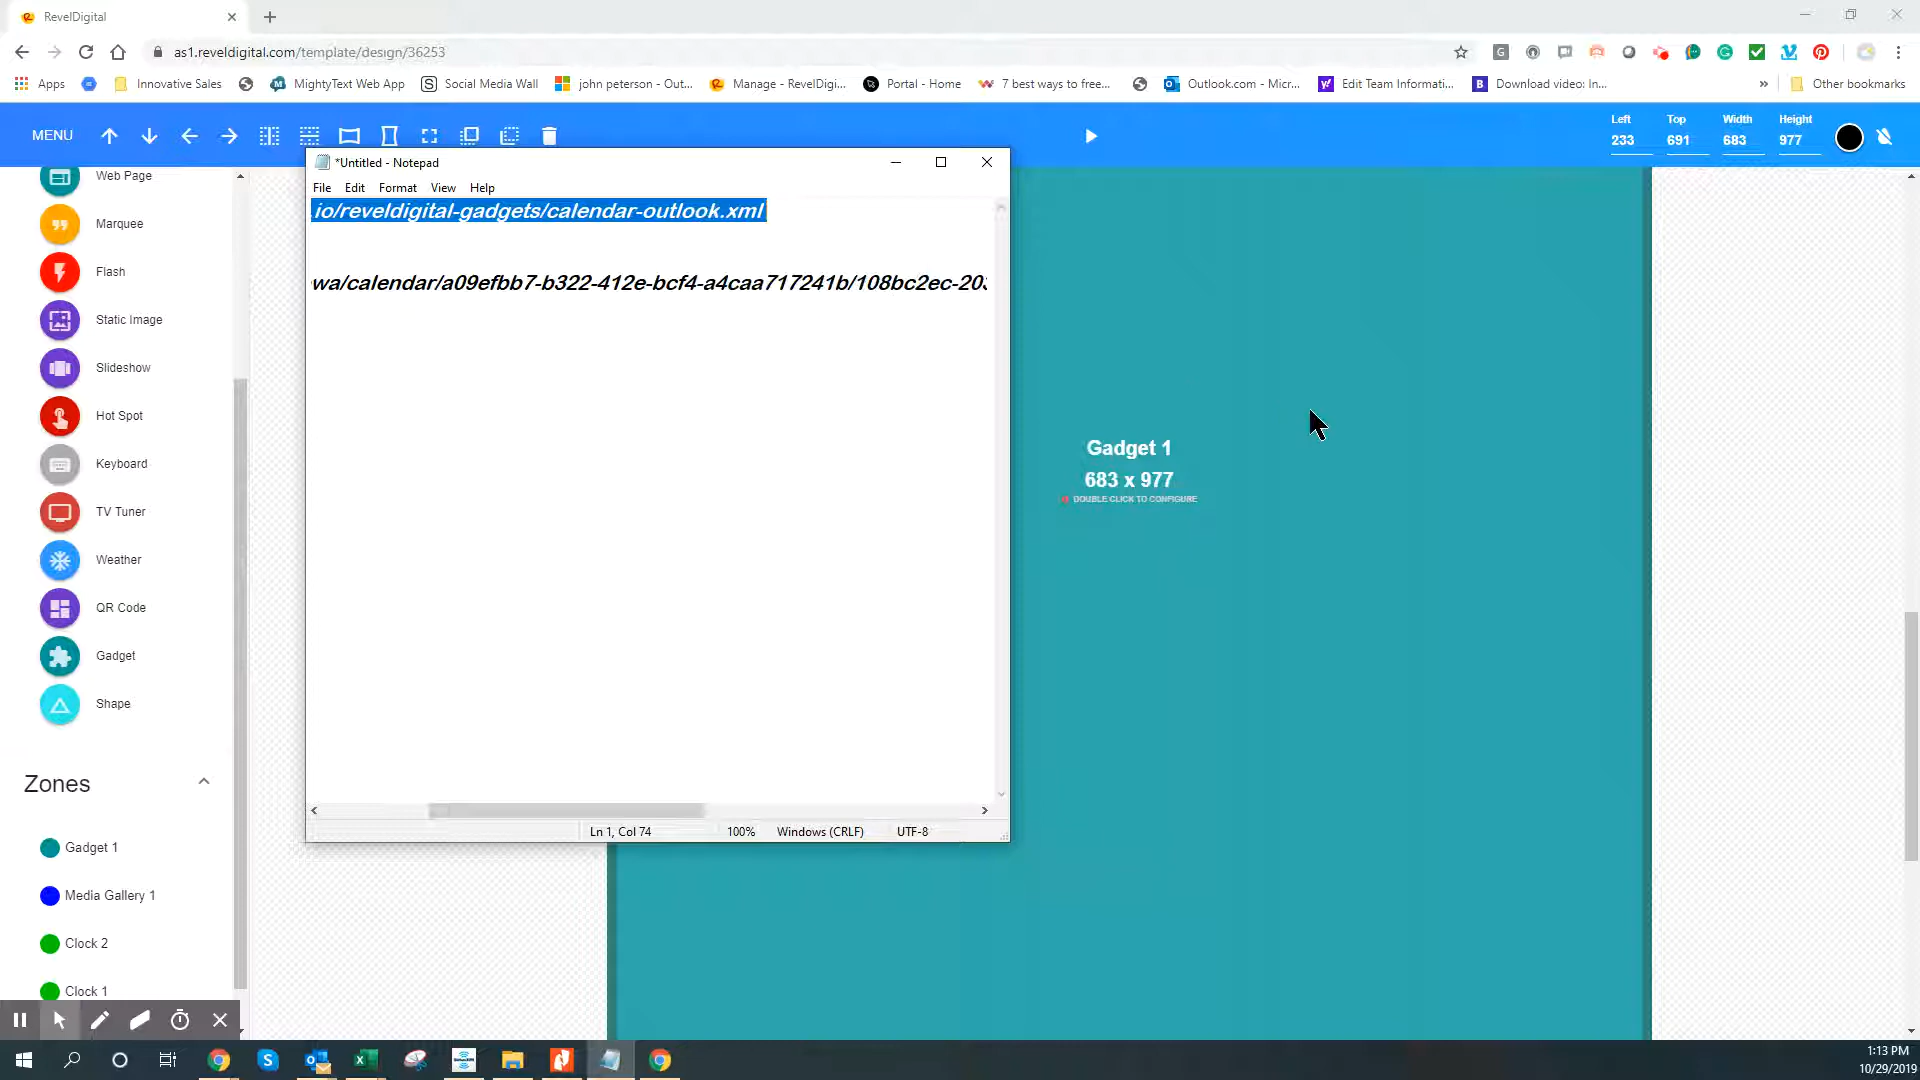 RevelDigital
as1.reveldigital.com/template/design/36253
Apps
Innovative Sales
MightyText Web App
Social Media Wall
john peterson - Out...
Manage - RevelDigi...
Portal - Home
7 best ways to free...
Outlook.com - Micr...
Edit Team Informati...
Download video: In...
»
Other bookmarks
MENU
Left
Top
Width
Height
233
691
683
977
*Untitled - Notepad
File Edit Format View Help
.io/reveldigital-gadgets/calendar-outlook.xml
wa/calendar/a09efbb7-b322-412e-bcf4-a4caa717241b/108bc2ec-203
Ln 1, Col 74
100%
Windows (CRLF)
UTF-8
Web Page
Marquee
Flash
Static Image
Slideshow
Hot Spot
Keyboard
TV Tuner
Weather
QR Code
Gadget
Shape
Zones
Gadget 1
Media Gallery 1
Clock 2
Clock 1
Gadget 1
683 x 977
DOUBLE CLICK TO CONFIGURE
1:13 PM
10/29/2019